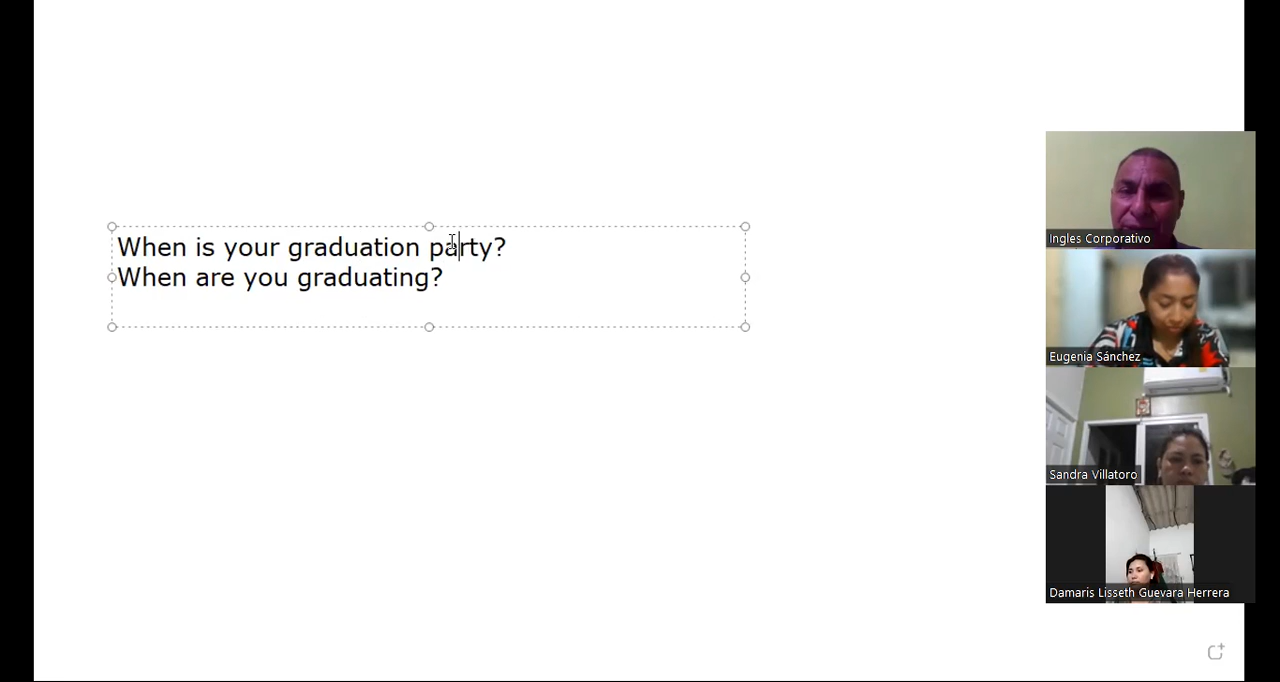 When is your graduation party?
When are you graduating?
Ingles Corporativo
Eugenia Sánchez
Sandra Villatoro
Damaris Lisseth Guevara Herrera